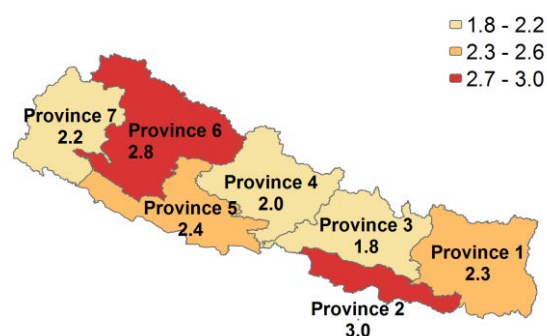 1.8 - 2.2
2.3 - 2.6
2.7 - 3.0
Province 7
2.2
Province 6
2.8
Province 5
2.4
Province 4
2.0
Province 3
1.8
Province 1
2.3
Province 2
3.0